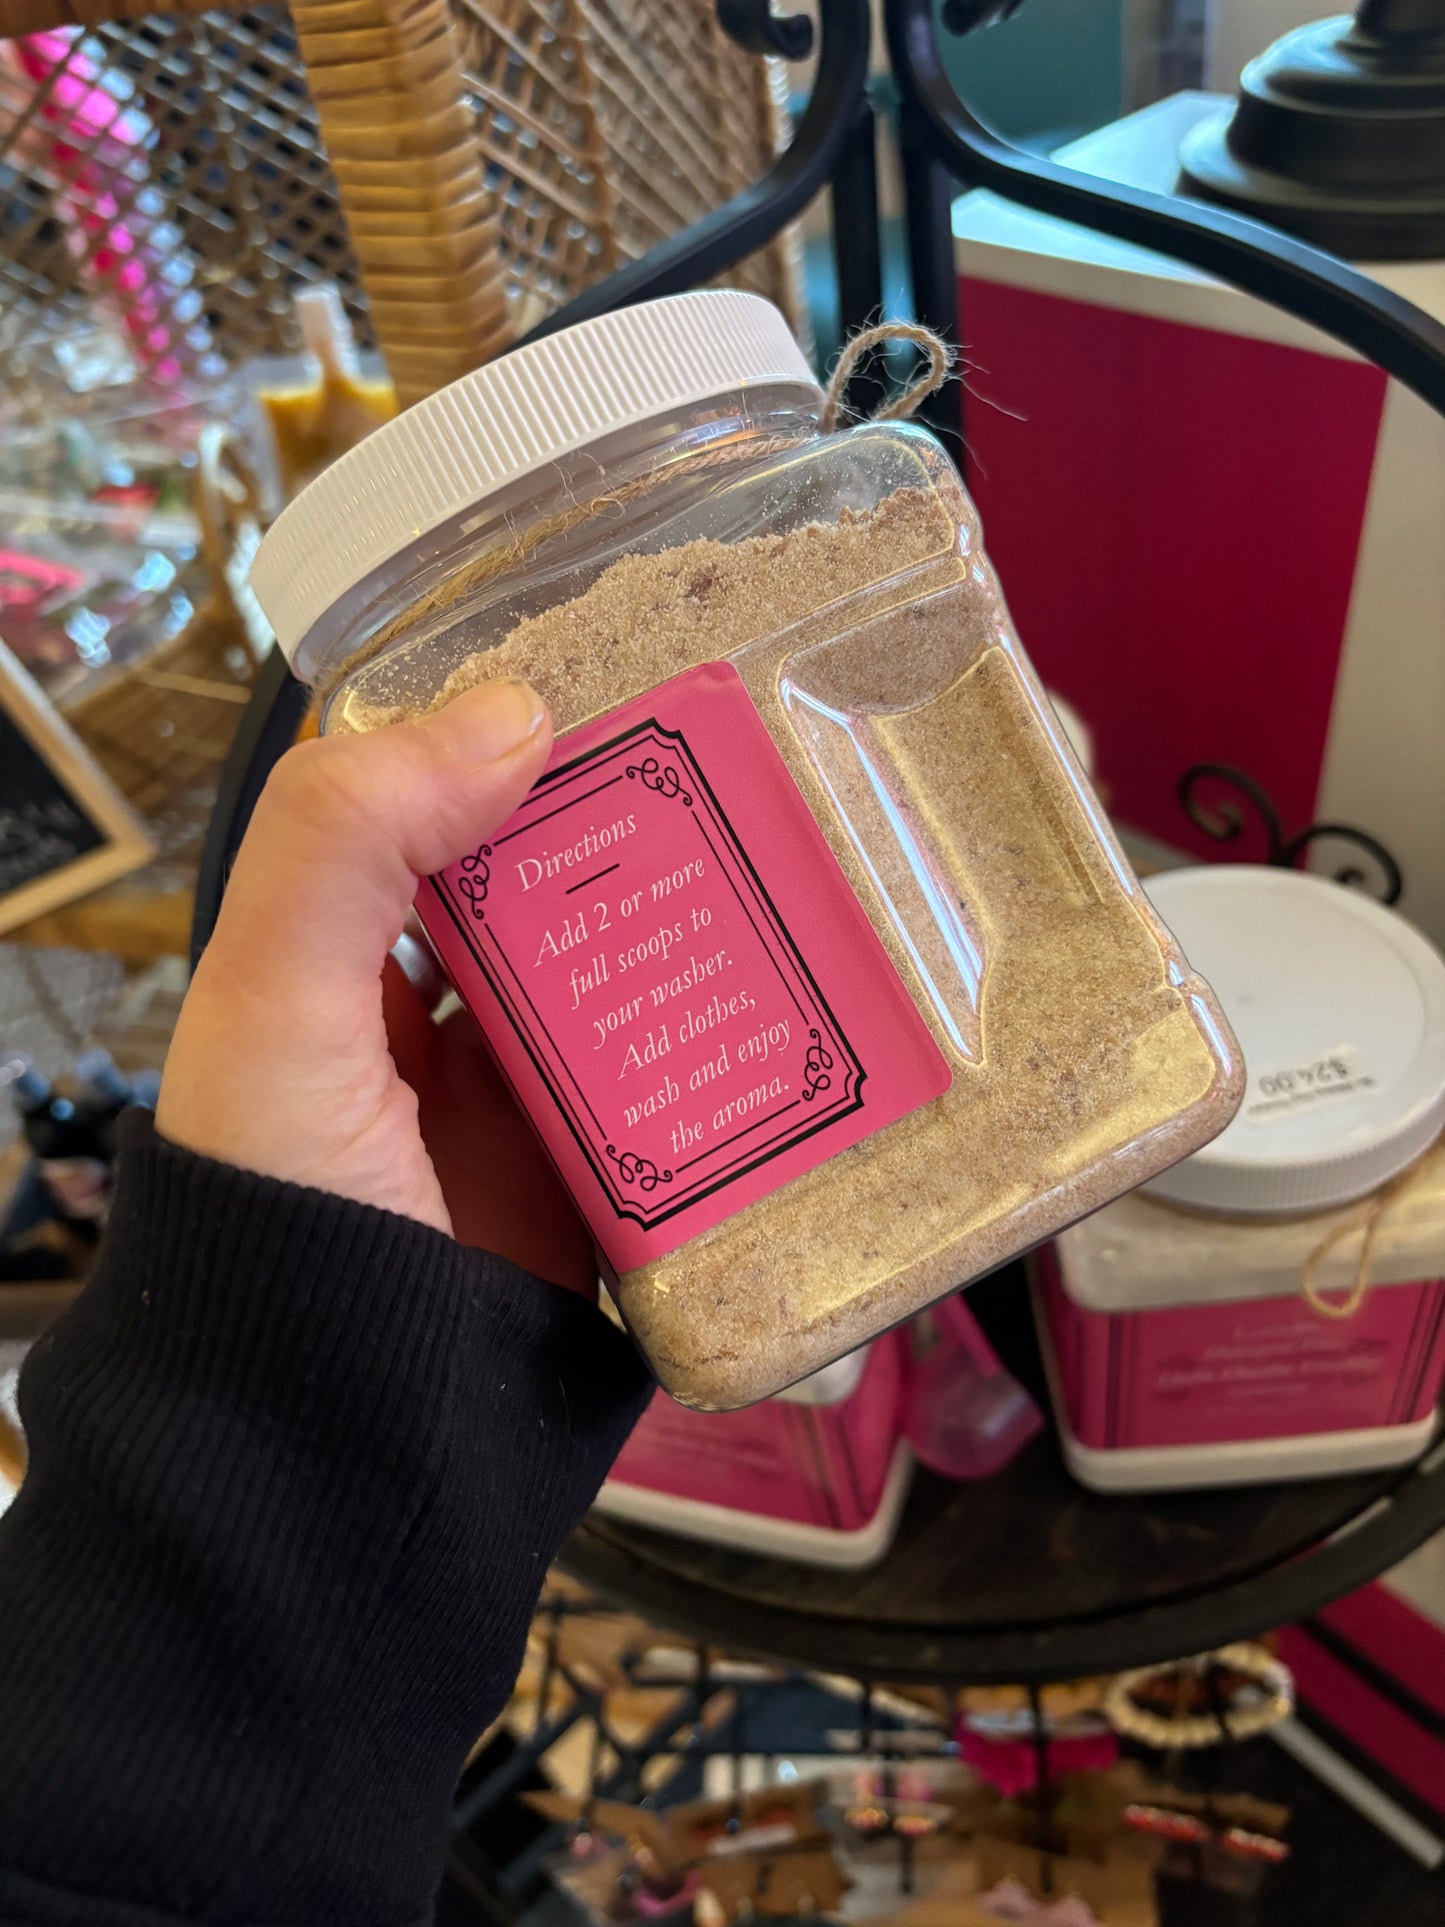 Directions
Add 2 or more
full scoops to
your washer.
Add clothes,
wash and enjoy
the aroma.
$24.00